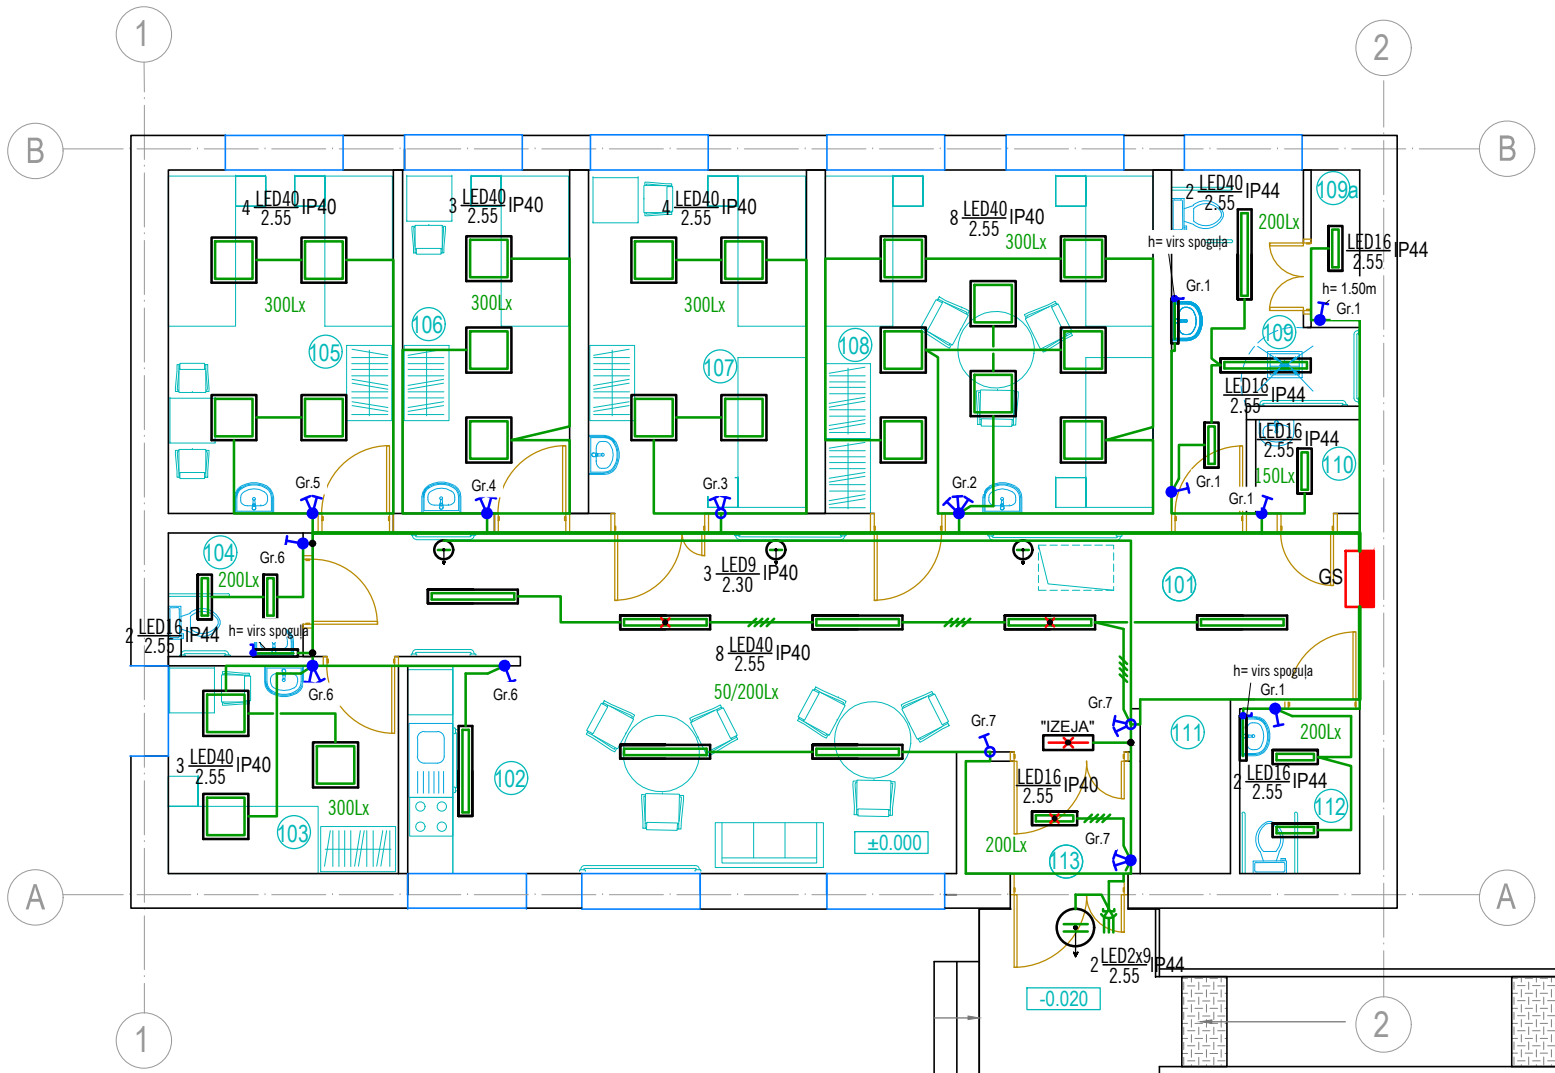 1
2
B
B
109a
4 LED40 IP40
2.55
3 LED40 IP40
2.55
4 LED40 IP40
2.55
8 LED40 IP40
2.55
2 LED40 IP44
2.55
300Lx
200Lx
h= virs spoguļa
LED16 IP44
2.55
h= 1.50m
Gr.1
Gr.1
300Lx
300Lx
300Lx
105
106
107
108
109
LED16 IP44
2.55
LED16 IP44
2.55
110
150Lx
Gr.5
Gr.4
Gr.3
Gr.2
Gr.1
Gr.1
104
Gr.6
200Lx
3 LED9 IP40
2.30
101
GS
2 LED16 IP44
2.55
h= virs spoguļa
8 LED40 IP40
2.55
50/200Lx
Gr.6
Gr.6
h= virs spoguļa
Gr.1
Gr.7
Gr.7
"IZEJA"
111
200Lx
3 LED40 IP40
2.55
102
LED16 IP40
2.55
2 LED16 IP44
2.55
300Lx
103
112
±0.000
200Lx
Gr.7
113
A
A
2 LED2x9 IP44
2.55
-0.020
1
2